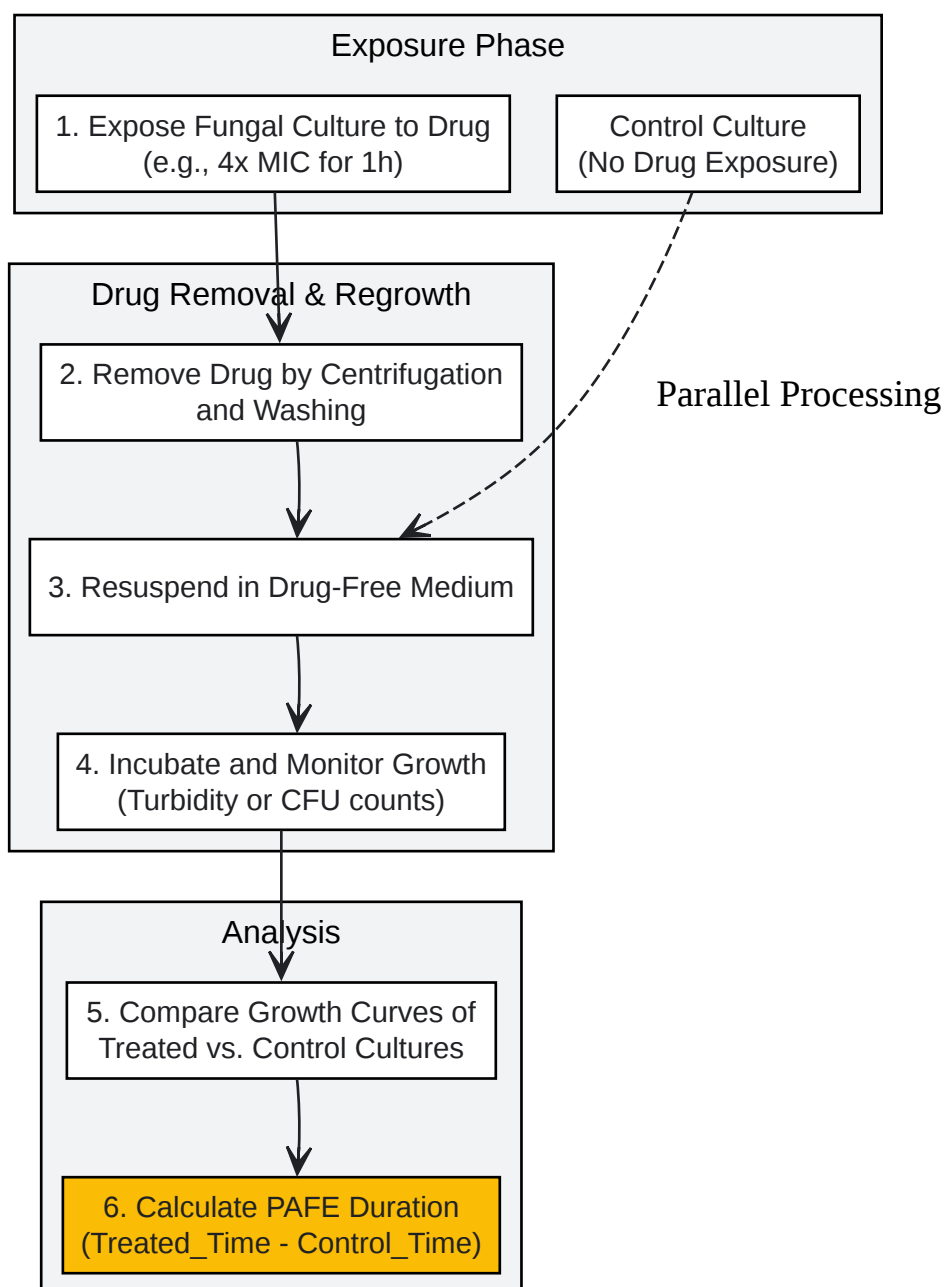 Exposure Phase
1. Expose Fungal Culture to Drug
(e.g., 4x MIC for 1h)
Control Culture
(No Drug Exposure)
Drug Removal & Regrowth
2. Remove Drug by Centrifugation
and Washing
Parallel Processing
3. Resuspend in Drug-Free Medium
4. Incubate and Monitor Growth
(Turbidity or CFU counts)
Analysis
5. Compare Growth Curves of
Treated vs. Control Cultures
6. Calculate PAFE Duration
(Treated_Time - Control_Time)